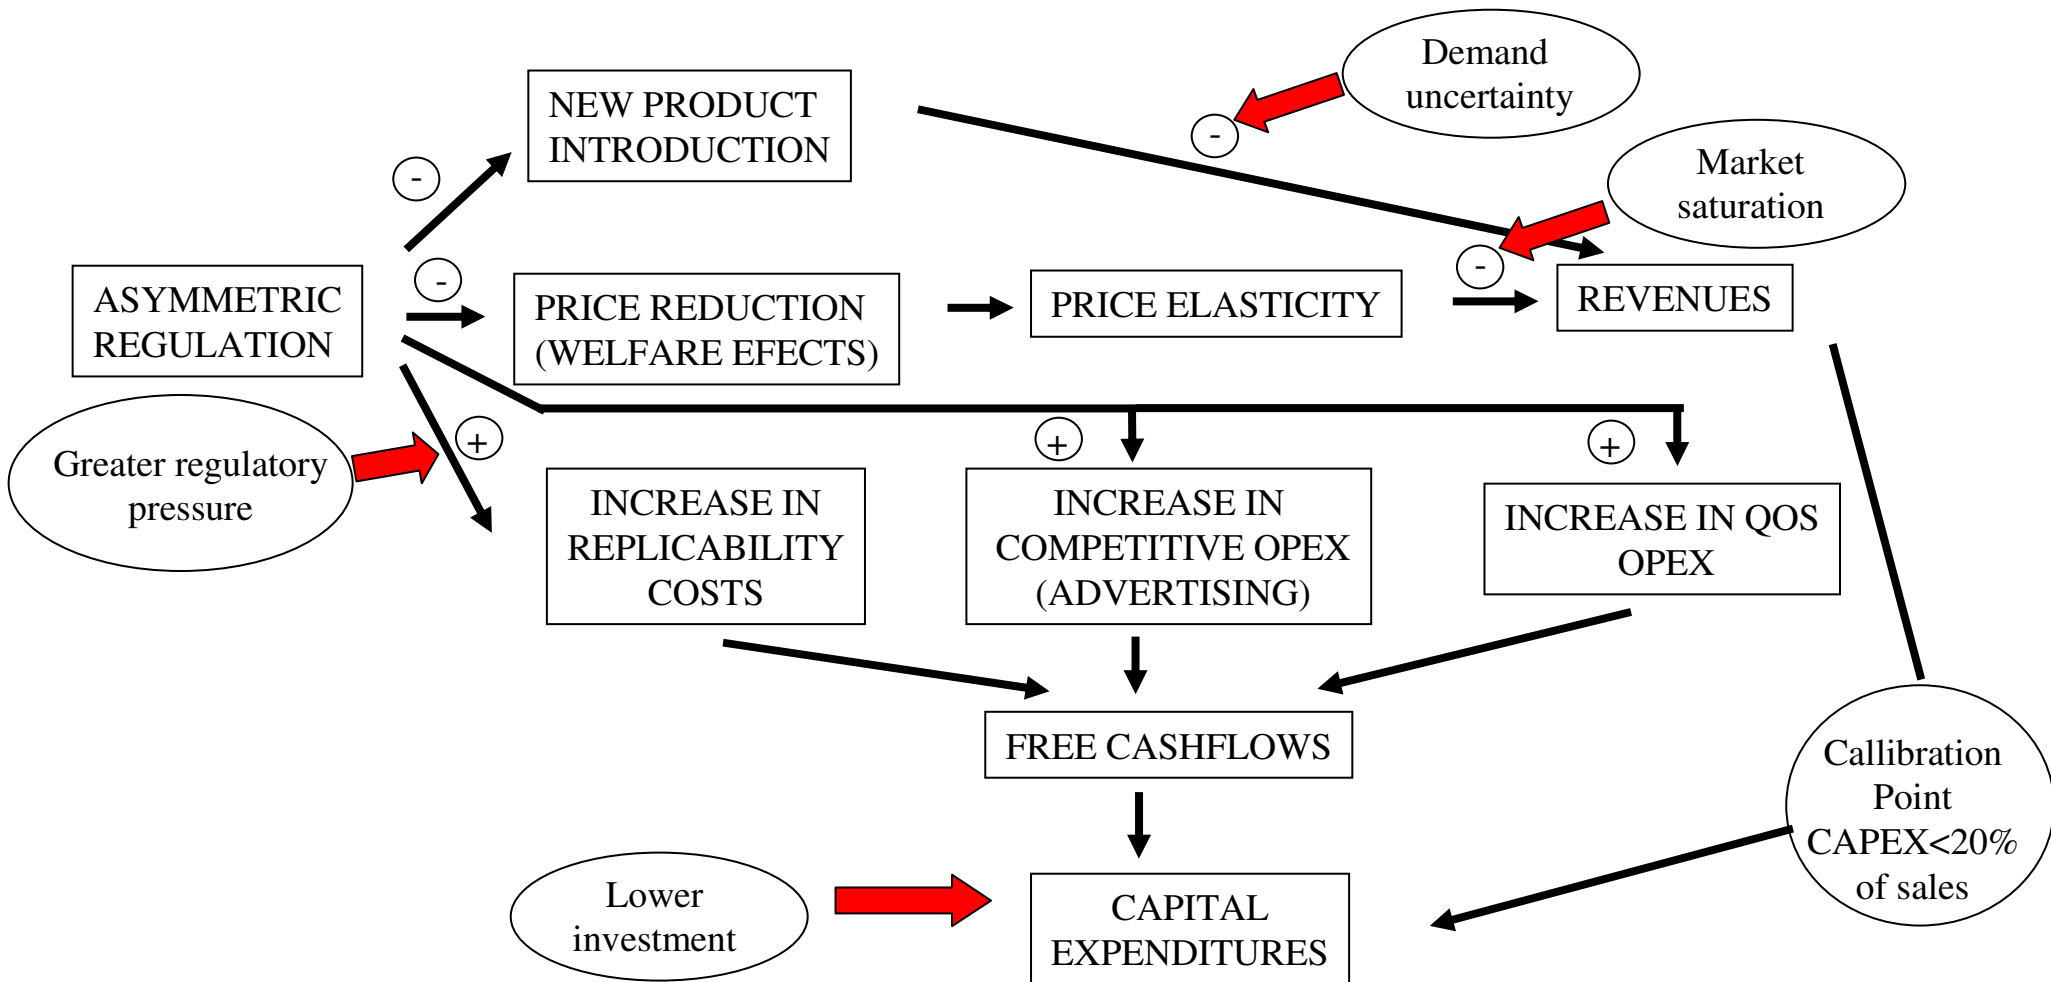 Demand
uncertainty
NEW PRODUCT
INTRODUCTION
-
-
Market
saturation
-
-
ASYMMETRIC
REGULATION
PRICE REDUCTION
(WELFARE EFECTS)
PRICE ELASTICITY
REVENUES
Greater regulatory
pressure
+
+
+
INCREASE IN
REPLICABILITY
COSTS
INCREASE IN
COMPETITIVE OPEX
(ADVERTISING)
INCREASE IN QOS
OPEX
FREE CASHFLOWS
Callibration
Point
CAPEX<20%
of sales
Lower
investment
CAPITAL
EXPENDITURES